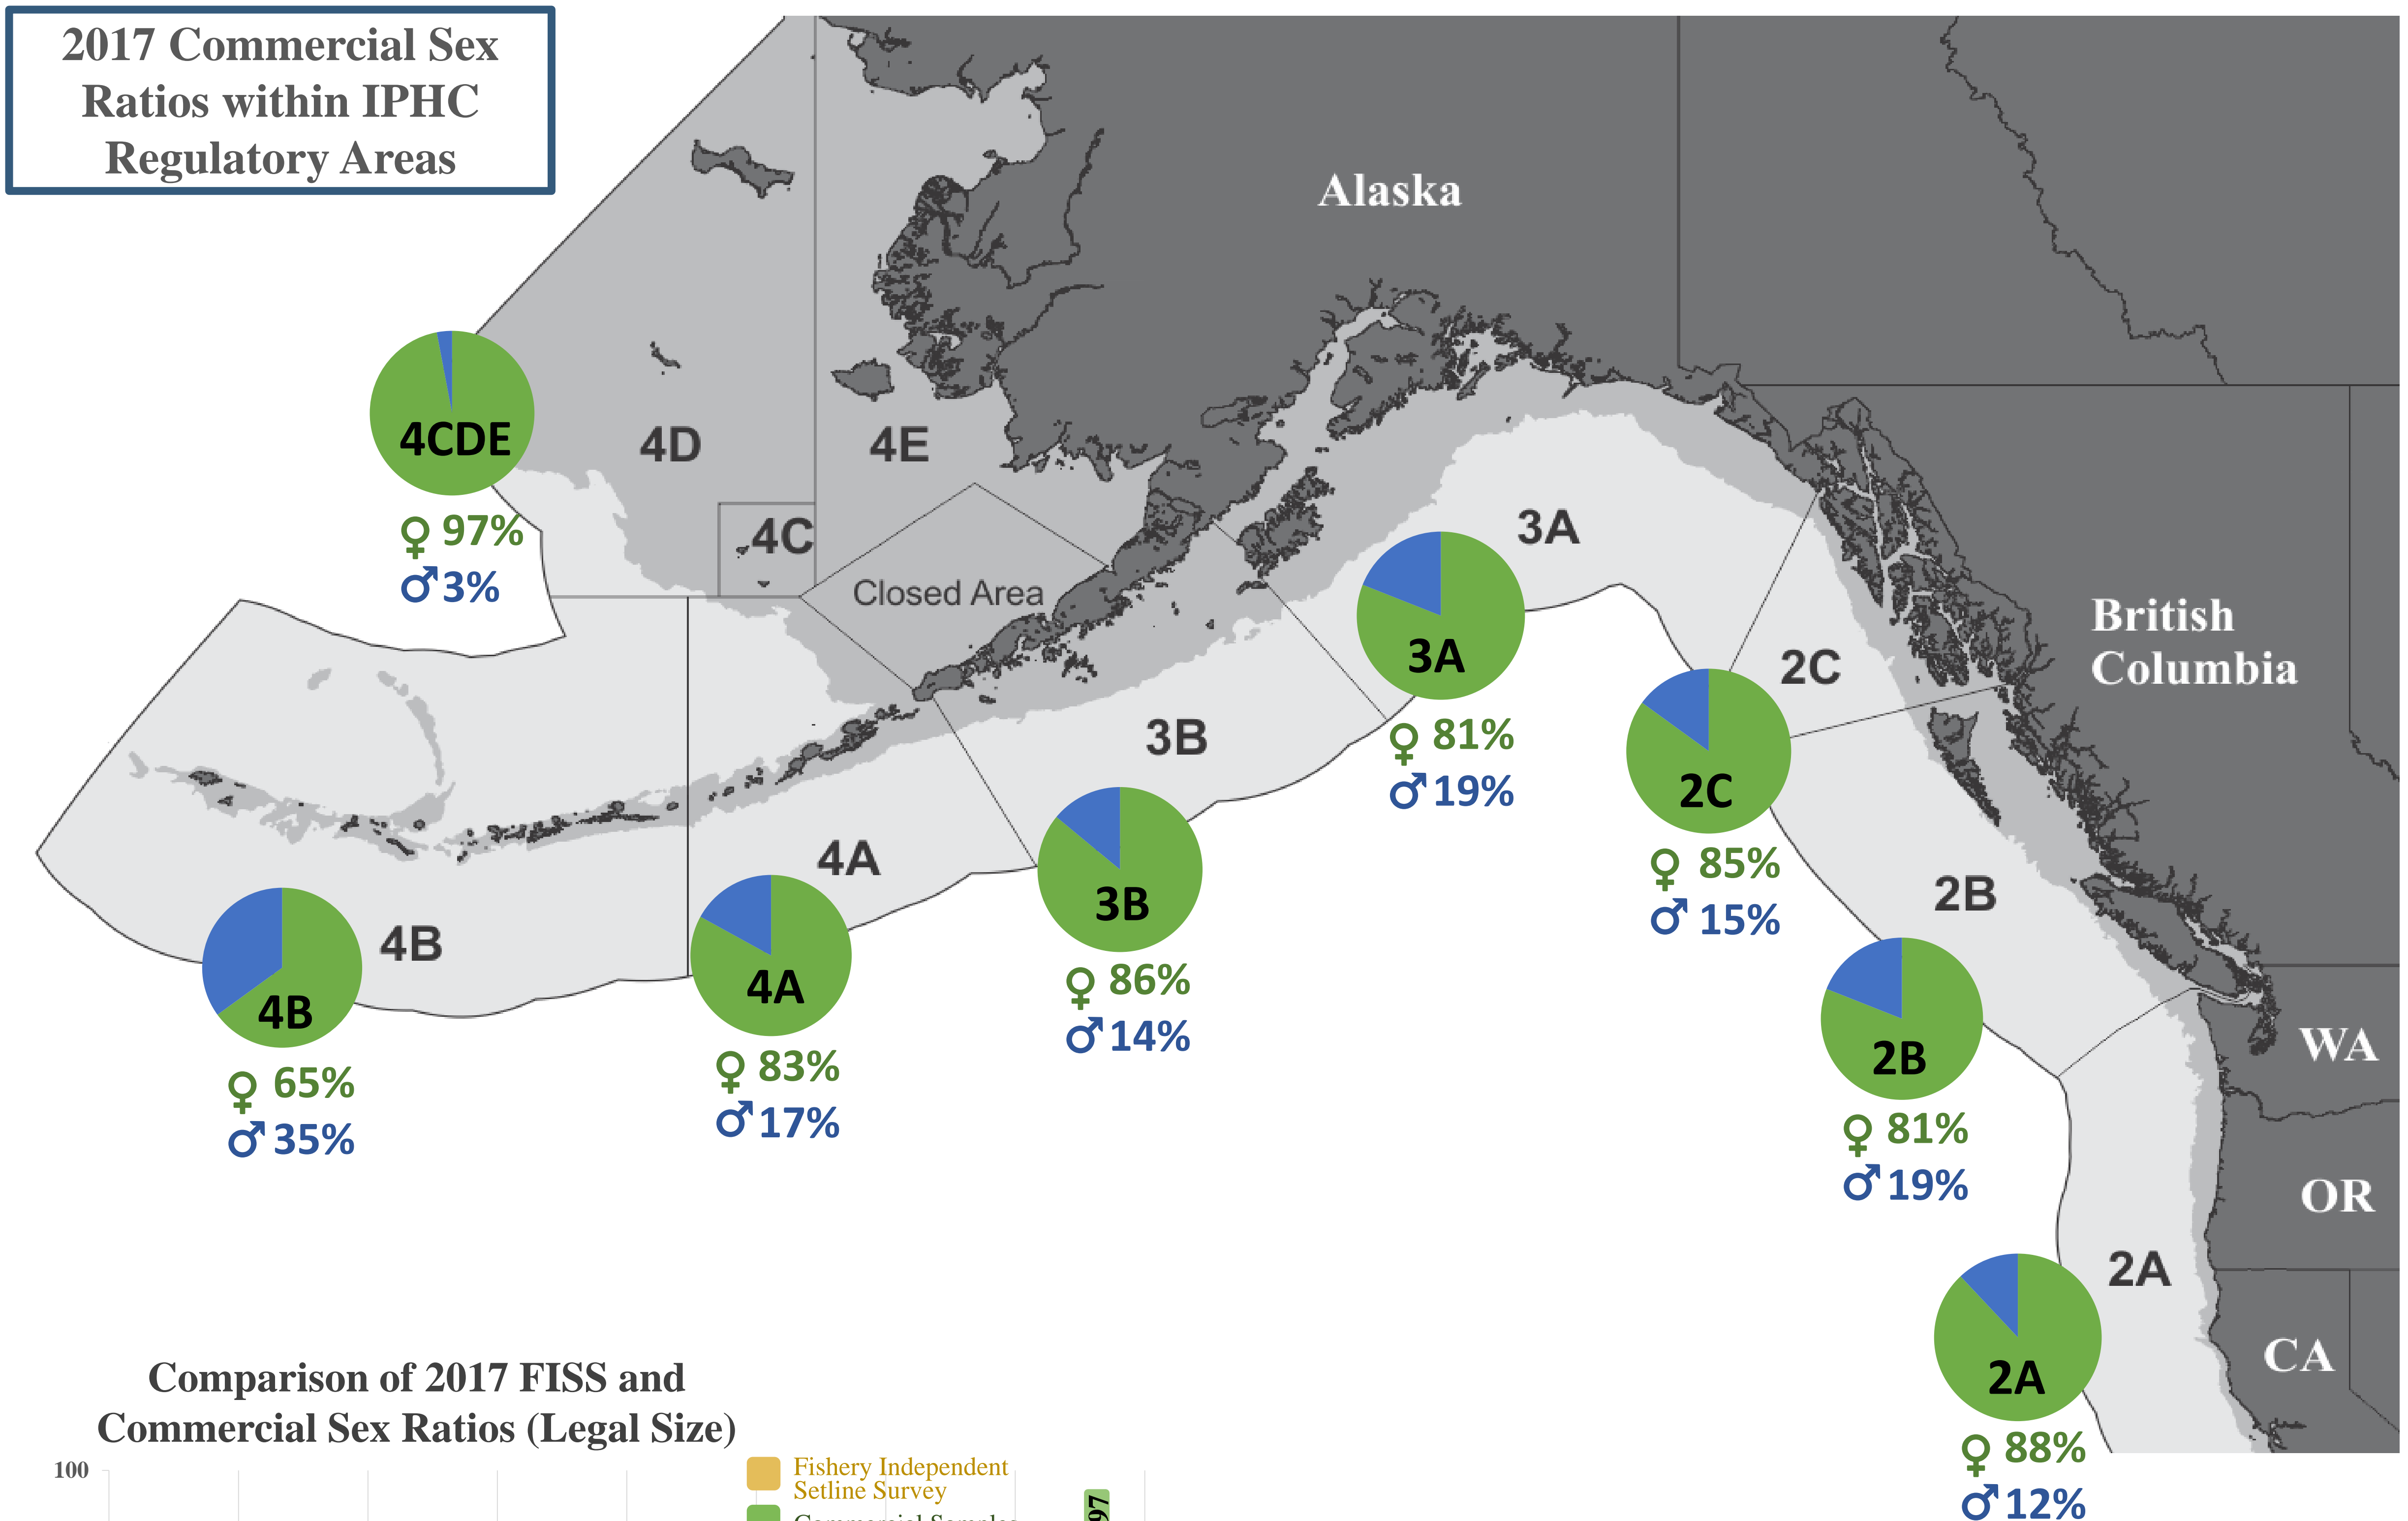 2017 Commercial Sex
Ratios within IPHC
Regulatory Areas
Alaska
4CDE
4D
4E
♀ 97%
♂ 3%
4C
Closed Area
3A
3A
♀ 81%
♂ 19%
British
Columbia
2C
2C
♀ 85%
♂ 15%
3B
3B
♀ 86%
♂ 14%
4A
4A
♀ 83%
♂ 17%
4B
4B
♀ 65%
♂ 35%
2B
2B
♀ 81%
♂ 19%
WA
OR
2A
CA
2A
♀ 88%
♂ 12%
Comparison of 2017 FISS and
Commercial Sex Ratios (Legal Size)
100
Fishery Independent
Setline Survey
Commercial Samples
97